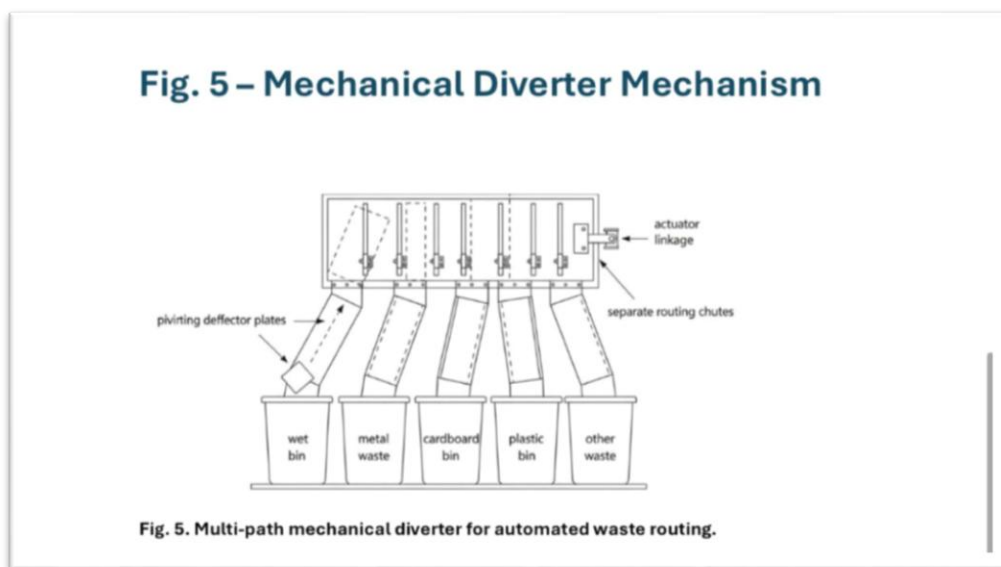 Fig. 5 – Mechanical Diverter Mechanism
actuator
linkage
separate routing chutes
pivirting deffector plates
wet
bin
metal
waste
cardboard
bin
plastic
bin
other
waste
Fig. 5. Multi-path mechanical diverter for automated waste routing.